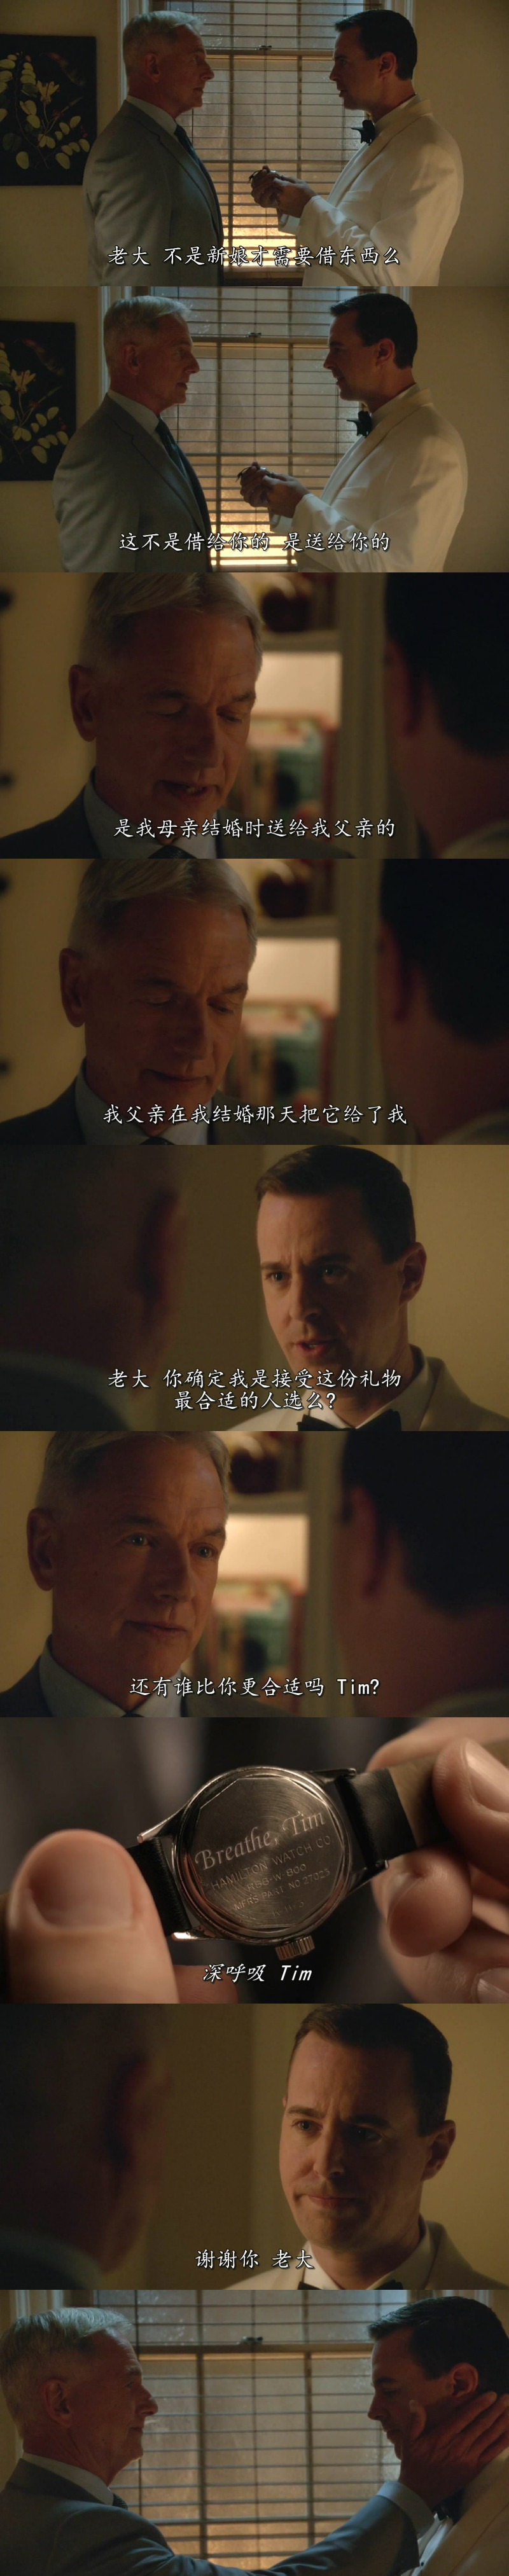 老大 不是新娘才需要借东西么
这不是借给你的 是送给你的
是我母亲结婚时送给我父亲的
我父亲在我结婚那天把它给了我
老大 你确定我是接受这份礼物
最合适的人选么?
还有谁比你更合适吗 Tim?
Breathe, Tim
HAMILTON WATCH CO
MFRS PART NO 27023
深呼吸 Tim
谢谢你 老大